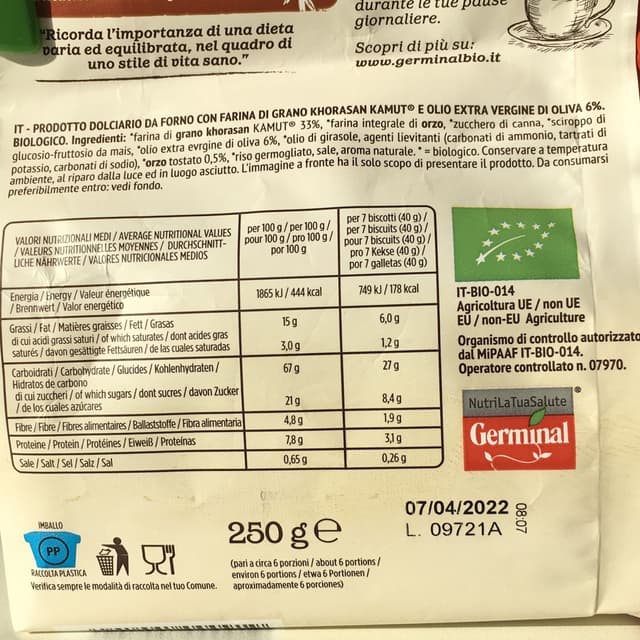 durante le tue pause
giornaliere.
Scopri di più su:
www.germinalbio.it
"Ricorda l'importanza di una dieta
varia ed equilibrata, nel quadro di
uno stile di vita sano."
IT - PRODOTTO DOLCIARIO DA FORNO CON FARINA DI GRANO KHORASAN KAMUT® E OLIO EXTRA VERGINE DI OLIVA 6%.
BIOLOGICO. Ingredienti: *farina di grano khorasan KAMUT® 33%, *farina integrale di orzo, *zucchero di canna, *sciroppo di
glucosio-fruttosio da mais, *olio extra evrgine di oliva 6%, *olio di girasole, agenti lievitanti (carbonati di ammonio, tartrati di
potassio, carbonati di sodio), *orzo tostato 0,5%, *riso germogliato, sale, aroma naturale. * = biologico. Conservare a temperatura
ambiente, al riparo dalla luce ed in luogo asciutto. L'immagine a fronte ha il solo scopo di presentare il prodotto. Da consumarsi
preferibilmente entro: vedi fondo.
VALORI NUTRIZIONALI MEDI / AVERAGE NUTRITIONAL VALUES
/ VALEURS NUTRITIONNELLES MOYENNES / DURCHSCHNITT-
LICHE NÄHRWERTE / VALORES NUTRICIONALES MEDIOS
per 100 g / per 100 g /
pour 100 g / pro 100 g /
por 100 g
per 7 biscotti (40 g) /
per 7 biscuits (40 g) /
pour 7 biscuits (40 g) /
pro 7 Kekse (40 g) /
por 7 galletas (40 g)
Energia / Energy / Valeur énergétique
/ Brennwert / Valor energético
1865 kJ / 444 kcal
749 kJ / 178 kcal
Grassi / Fat / Matières graisses / Fett / Grasas
15 g
6,0 g
di cui acidi grassi saturi / of which saturates / dont acides gras
saturés / davon gesättigte Fettsäuren / de las cuales saturadas
3,0 g
1,2 g
Carboidrati / Carbohydrate / Glucides / Kohlenhydraten /
Hidratos de carbono
67 g
27 g
di cui zuccheri / of which sugars / dont sucres / davon Zucker
/ de los cuales azúcares
21 g
8,4 g
Fibre / Fibre / Fibres alimentaires / Ballaststoffe / Fibra alimentaria
4,8 g
1,9 g
Proteine / Protein / Protéines / Eiweiß / Proteínas
7,8 g
3,1 g
Sale / Salt / Sel / Salz / Sal
0,65 g
0,26 g
IT-BIO-014
Agricoltura UE / non UE
EU / non-EU Agriculture
Organismo di controllo autorizzato
dal MiPAAF IT-BIO-014.
Operatore controllato n. 07970.
NutriLaTuaSalute
®
Germinal
IMBALLO
PP
RACCOLTA PLASTICA
Verifica sempre le modalità di raccolta nel tuo Comune.
250 g e
(pari a circa 6 porzioni / about 6 portions /
environ 6 portions / etwa 6 Portionen /
aproximadamente 6 porciones)
07/04/2022
L. 09721A
08:07